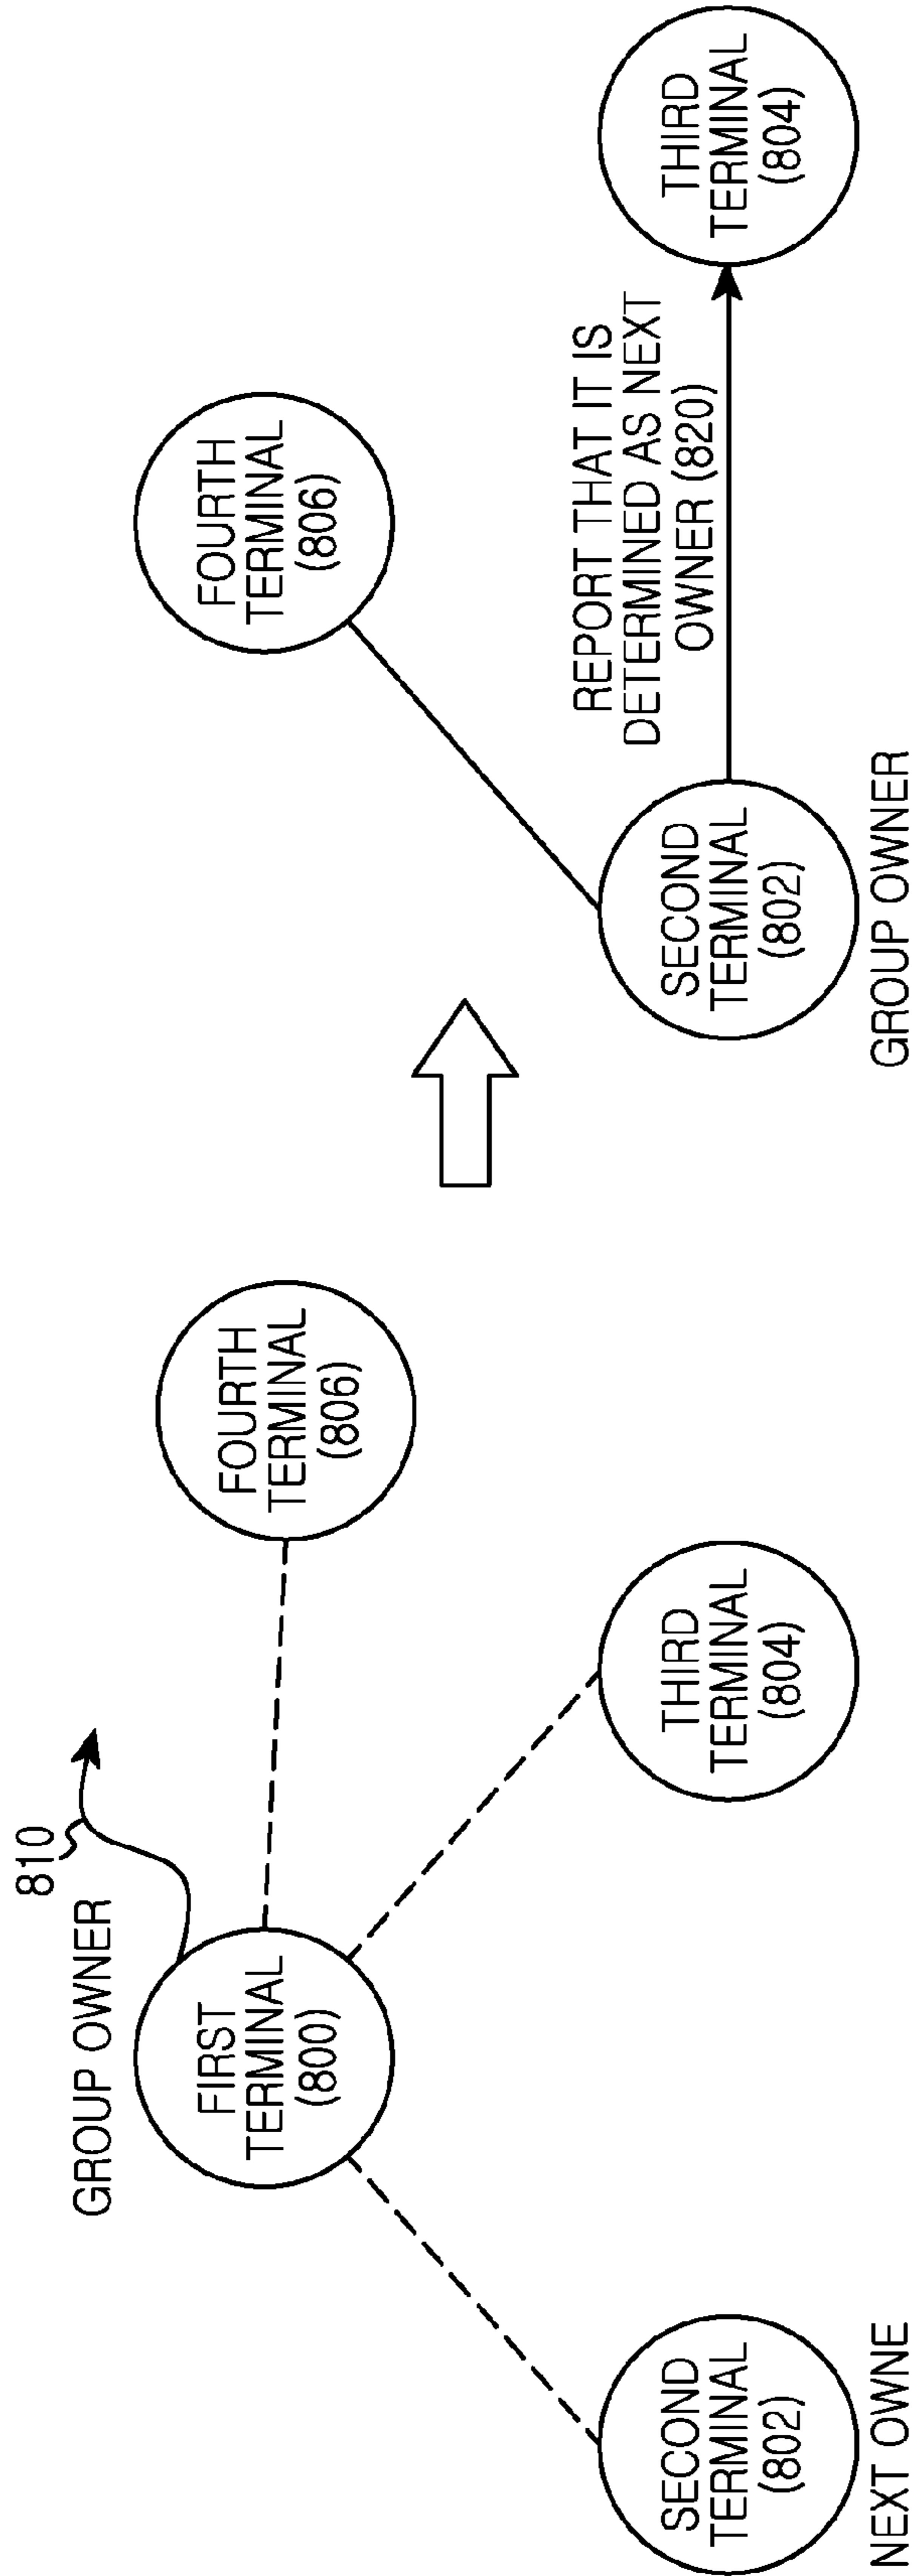 GROUP OWNER
810
FIRST
TERMINAL
(800)
FOURTH
TERMINAL
(806)
SECOND
TERMINAL
(802)
NEXT OWNE
THIRD
TERMINAL
(804)
FOURTH
TERMINAL
(806)
REPORT THAT IT IS
DETERMINED AS NEXT
OWNER (820)
SECOND
TERMINAL
(802)
GROUP OWNER
THIRD
TERMINAL
(804)